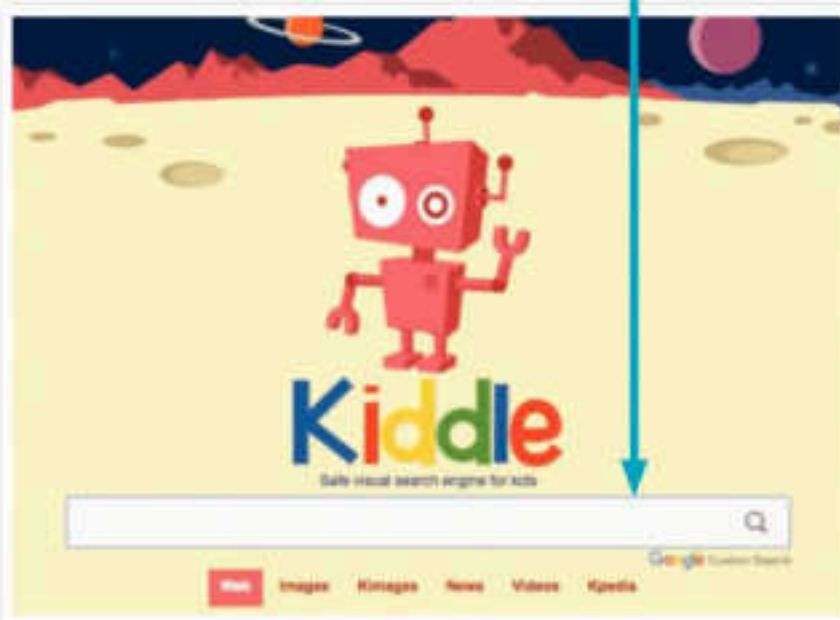 Kiddle
Safe visual search engine for kids
Google Custom Search
Web Images Kimages News Videos Kpedia